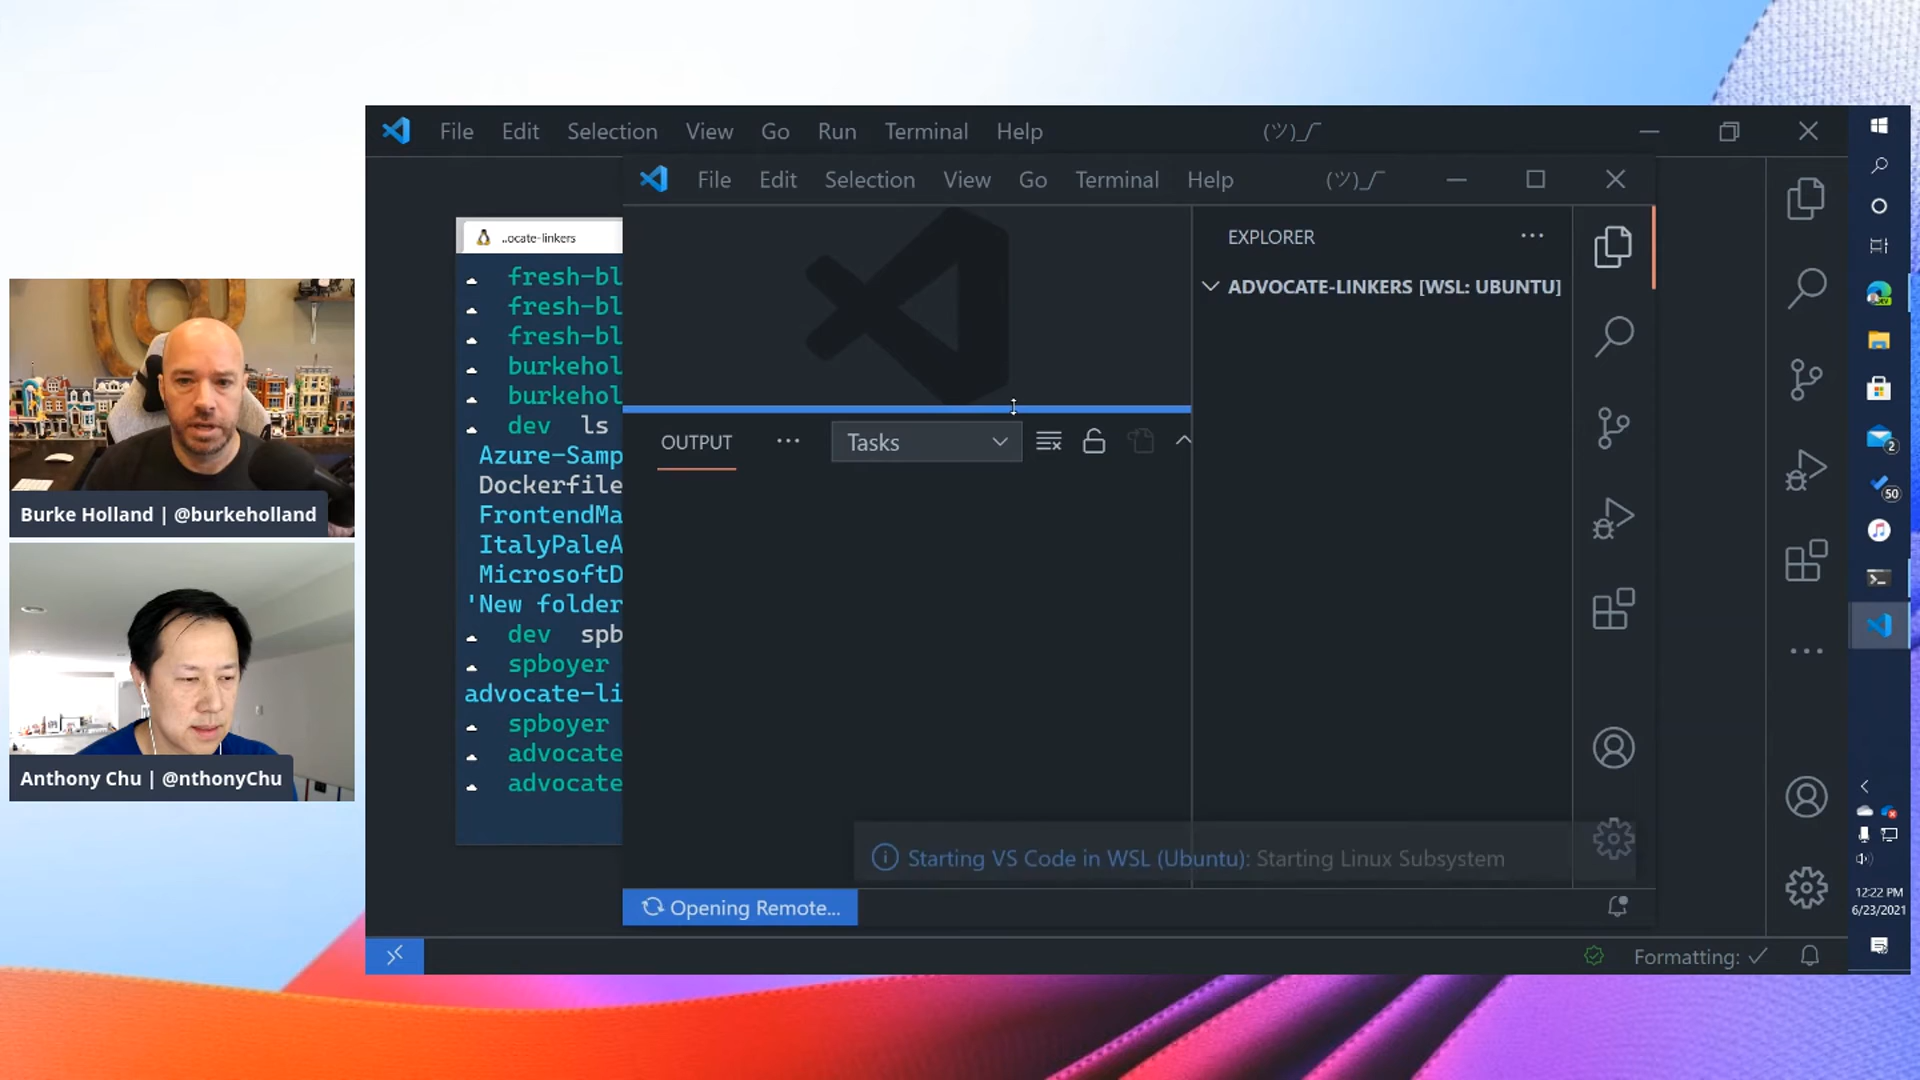 File Edit Selection View Go Run Terminal Help (ツ)_/¯
File Edit Selection View Go Terminal Help (ツ)_/¯
..ocate-linkers
fresh-bl
fresh-bl
fresh-bl
burkehol
burkehol
dev ls
Azure-Samp
Dockerfile
FrontendMa
ItalyPaleA
MicrosoftD
'New folder
dev spb
spboyer
advocate-li
spboyer
advocate
advocate
EXPLORER
ADVOCATE-LINKERS [WSL: UBUNTU]
OUTPUT
Tasks
Starting VS Code in WSL (Ubuntu): Starting Linux Subsystem
Opening Remote...
Formatting: ✓
Burke Holland | @burkeholland
Anthony Chu | @nthonyChu
2
50
12:22 PM
6/23/2021